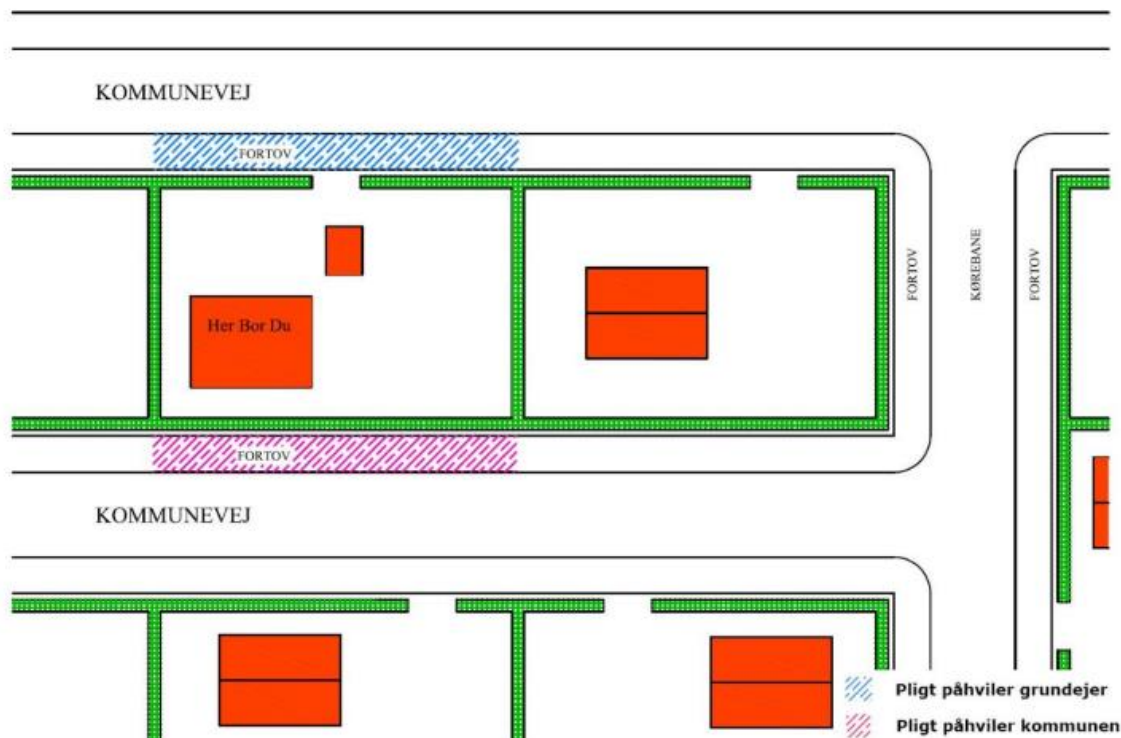 KOMMUNEVEJ
FORTOV
Her Bor Du
FORTOV
KØREBANE
FORTOV
FORTOV
KOMMUNEVEJ
Pligt påhviler grundejer
Pligt påhviler kommunen